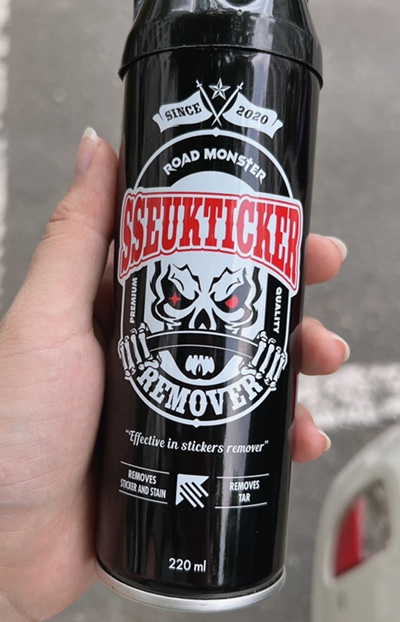 SINCE 2020
ROAD MONSTER
SSEUKTICKER
PREMIUM
QUALITY
REMOVER
"Effective in stickers remover"
REMOVES
STICKER AND STAIN
REMOVES
TAR
220 ml